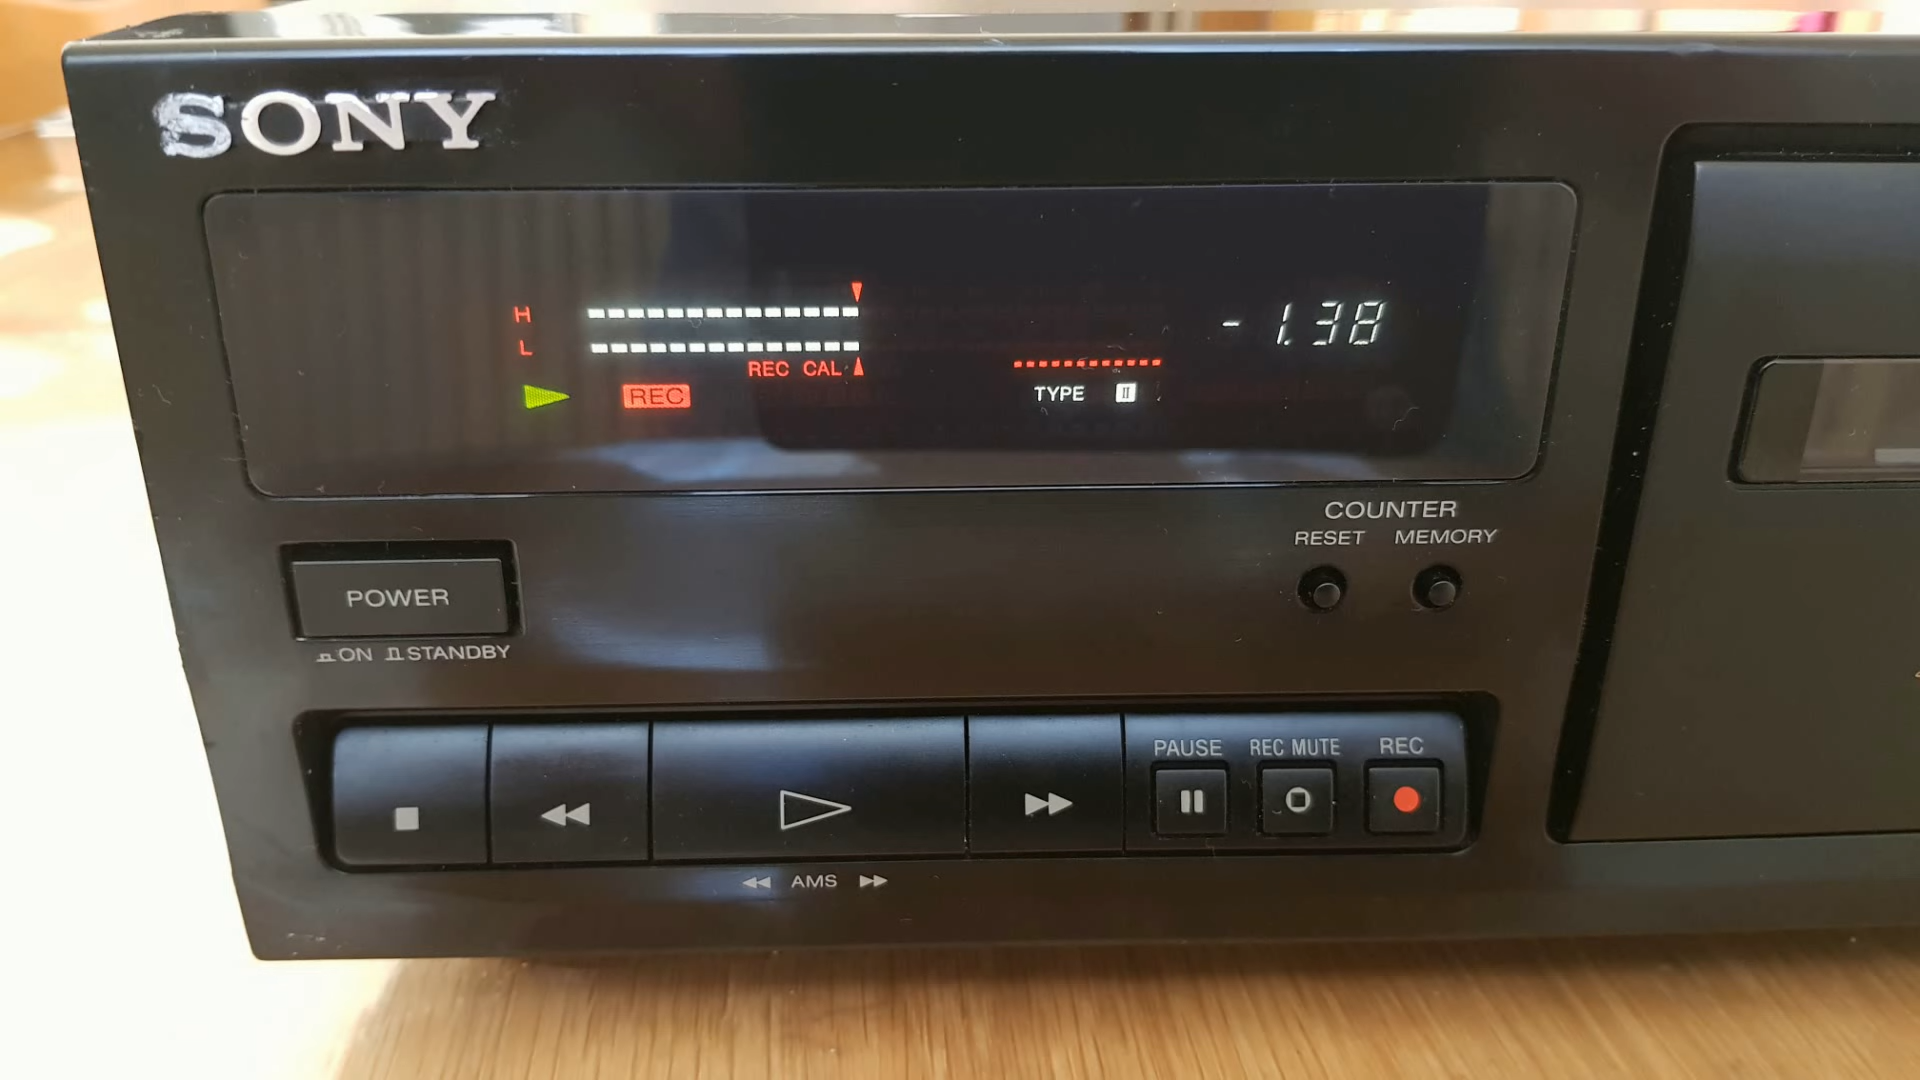 SONY
H
L
REC CAL
REC
TYPE II
-1.38
COUNTER
RESET MEMORY
POWER
ON STANDBY
PAUSE REC MUTE REC
AMS